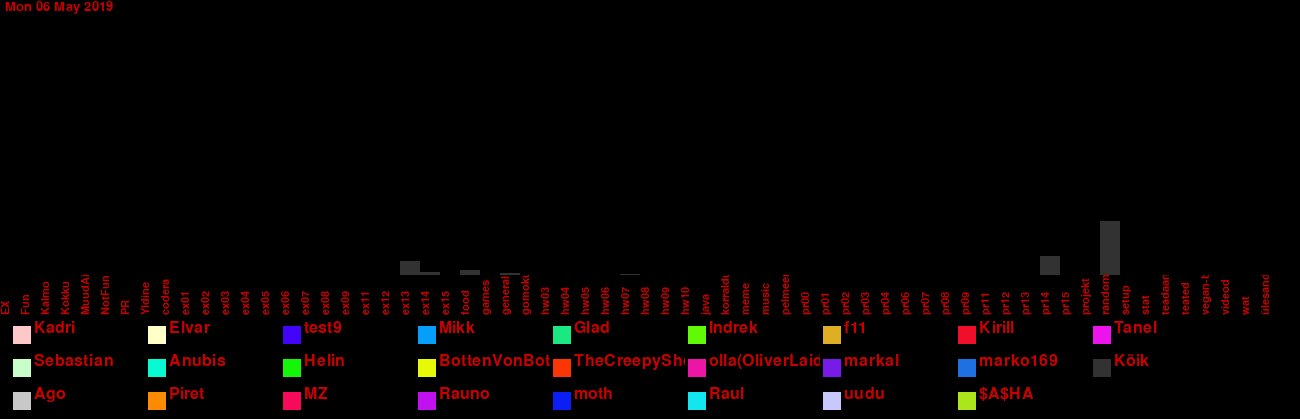 Mon 06 May 2019
EX Fun Kalmo Kokku MuudAi NotFun PR Yldine codera ex01 ex02 ex03 ex04 ex05 ex06 ex07 ex08 ex09 ex11 ex12 ex13 ex14 ex15 food games general gomoku hw03 hw04 hw05 hw06 hw07 hw08 hw09 hw10 java korraldu meme music pelmeen pr00 pr01 pr02 pr03 pr04 pr06 pr07 pr08 pr09 pr11 pr12 pr13 pr14 pr15 projekt random setup stat teadaan teated vegan-t videod wat ülesand
Kadri Elvar test9 Mikk Glad Indrek f11 Kirill Tanel
Sebastian Anubis Helin BottenVonBot TheCreepyShe olla(OliverLaid markal marko169 Kõik
Ago Piret MZ Rauno moth Raul uudu $A$HA